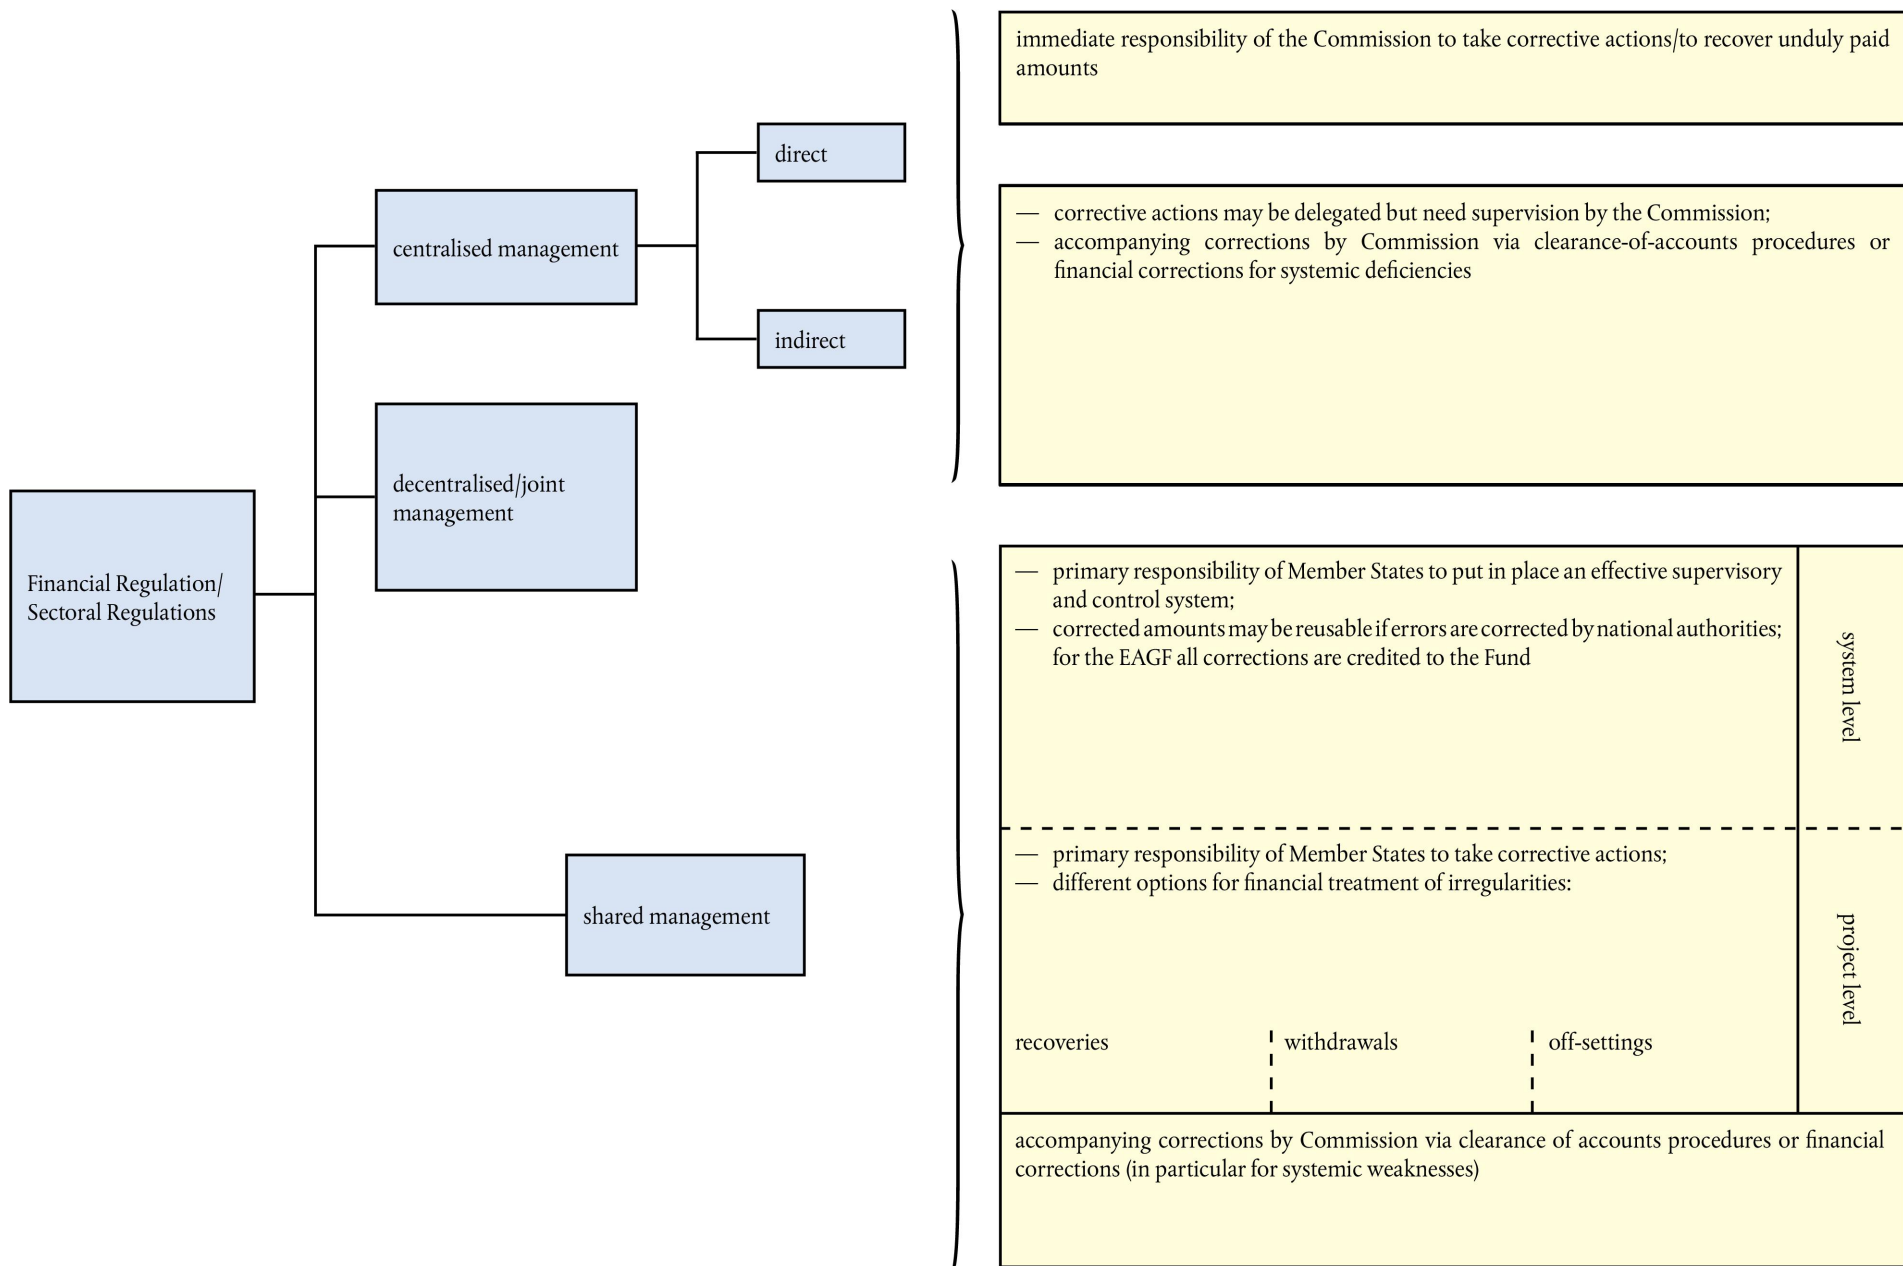 immediate responsibility of the Commission to take corrective actions/to recover unduly paid
amounts
direct
centralised management
indirect
— corrective actions may be delegated but need supervision by the Commission;
— accompanying corrections by Commission via clearance-of-accounts procedures or
financial corrections for systemic deficiencies
decentralised/joint
management
Financial Regulation/
Sectoral Regulations
shared management
— primary responsibility of Member States to put in place an effective supervisory
and control system;
— corrected amounts may be reusable if errors are corrected by national authorities;
for the EAGF all corrections are credited to the Fund
system level
— primary responsibility of Member States to take corrective actions;
— different options for financial treatment of irregularities:
recoveries
withdrawals
off-settings
project level
accompanying corrections by Commission via clearance of accounts procedures or financial
corrections (in particular for systemic weaknesses)